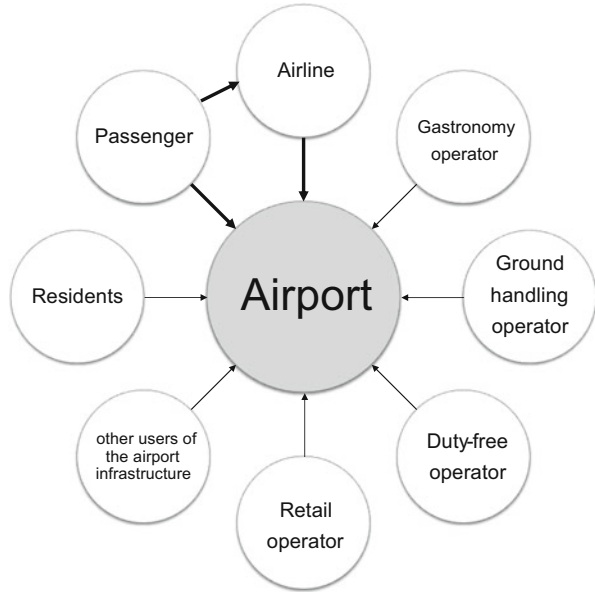 Airline
Passenger
Gastronomy
operator
Airport
Residents
Ground
handling
operator
other users of
the airport
infrastructure
Duty-free
operator
Retail
operator